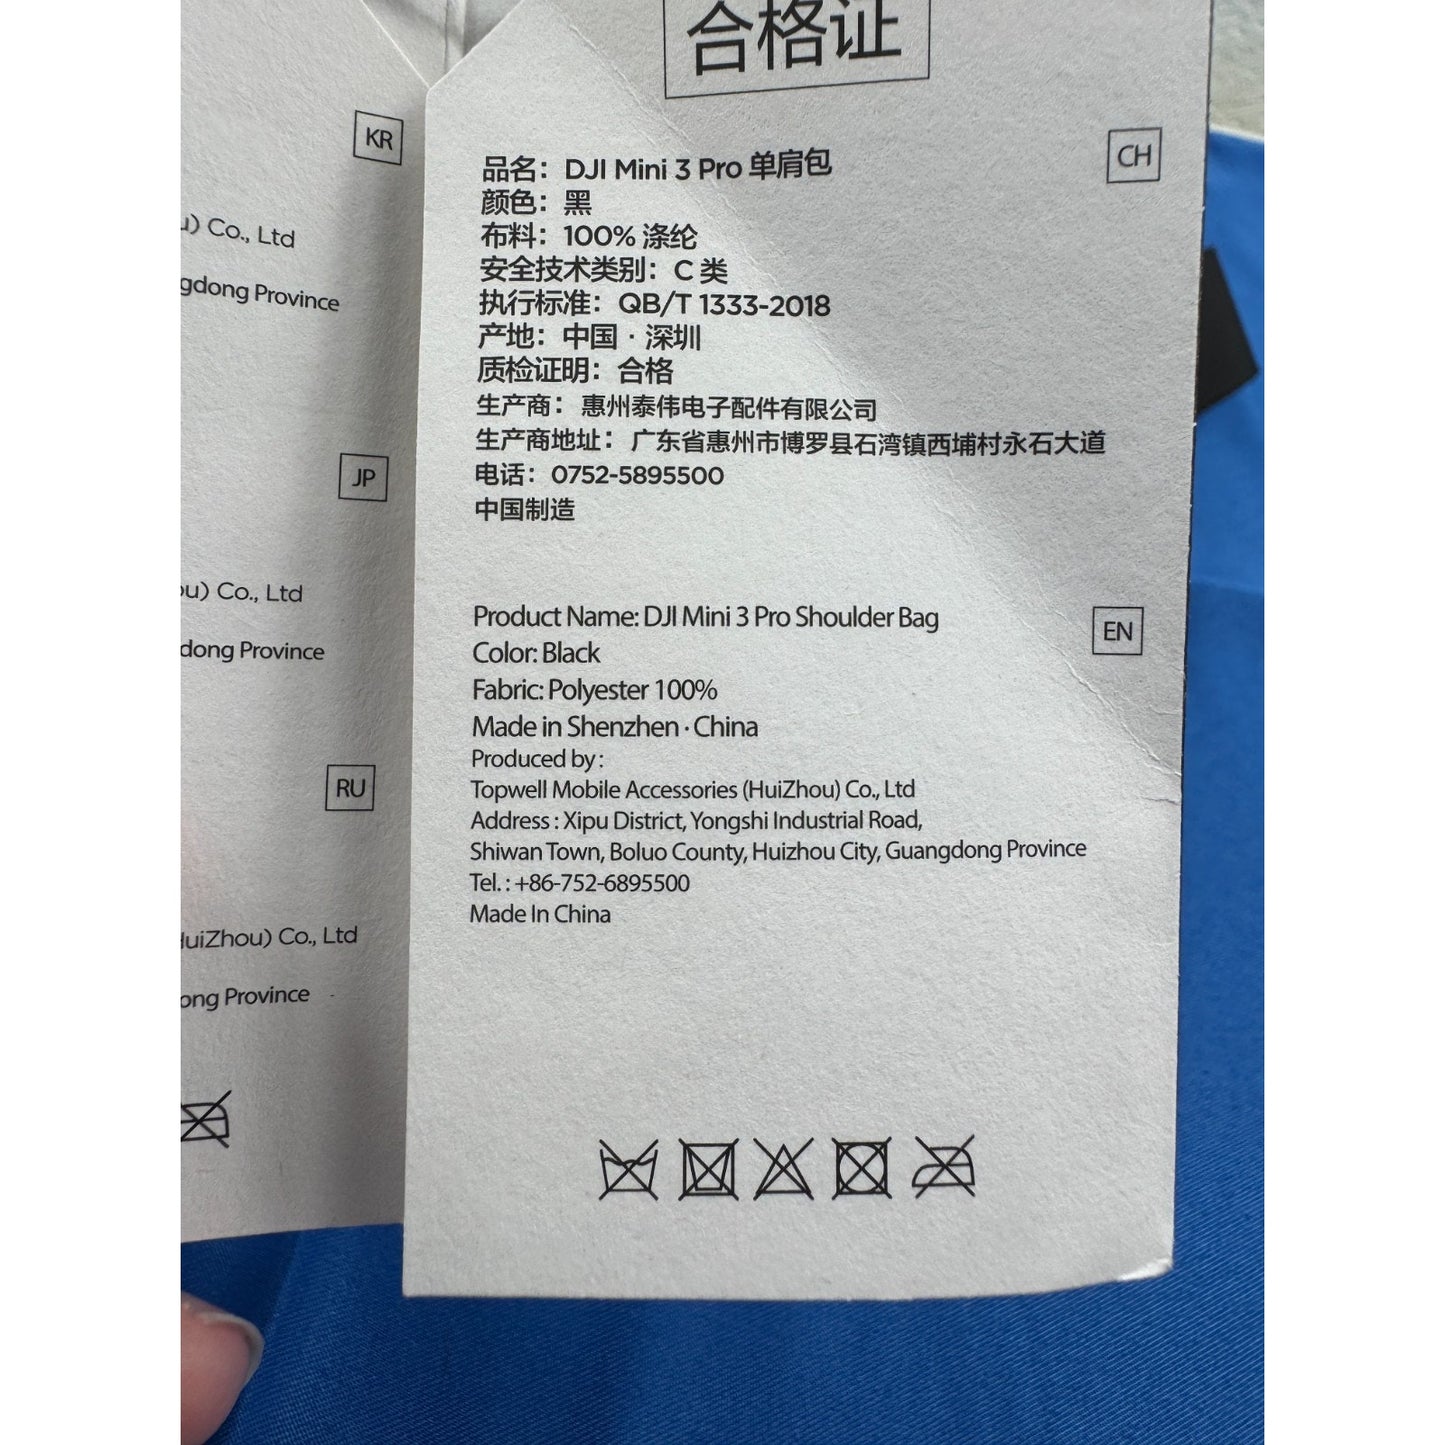 KR
u) Co., Ltd
gdong Province
JP
ou) Co., Ltd
dong Province
RU
HuiZhou) Co., Ltd
ong Province
合格证
CH
品名：DJI Mini 3 Pro 单肩包
颜色：黑
布料：100% 涤纶
安全技术类别：C 类
执行标准：QB/T 1333-2018
产地：中国 · 深圳
质检证明：合格
生产商：惠州泰伟电子配件有限公司
生产商地址：广东省惠州市博罗县石湾镇西埔村永石大道
电话：0752-5895500
中国制造
EN
Product Name: DJI Mini 3 Pro Shoulder Bag
Color: Black
Fabric: Polyester 100%
Made in Shenzhen · China
Produced by :
Topwell Mobile Accessories (HuiZhou) Co., Ltd
Address : Xipu District, Yongshi Industrial Road,
Shiwan Town, Boluo County, Huizhou City, Guangdong Province
Tel. : +86-752-6895500
Made In China